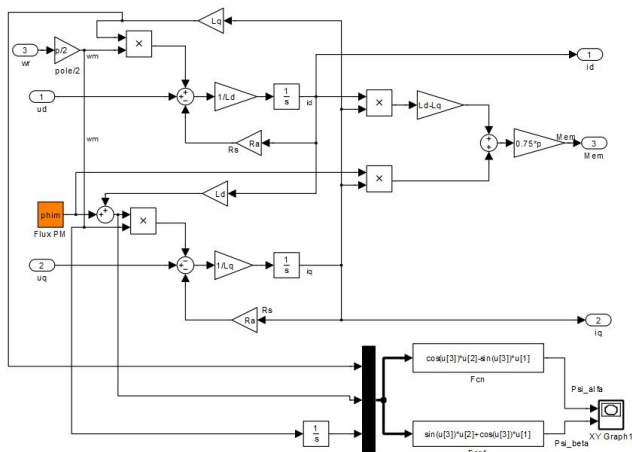 Lq
3
wr
p/2
pole/2
wm
×
1
ud
1/Ld
1
s
id
1
id
×
Ld-Lq
Rs
Ra
wm
0.75*p
Mem
3
Mem
×
Ld
phim
Flux PM
×
2
uq
1/Lq
1
s
iq
Rs
Ra
2
iq
cos(u[3])*u[2]-sin(u[3])*u[1]
Fcn
Psi_alfa
1
s
sin(u[3])*u[2]+cos(u[3])*u[1]
Psi_beta
XY Graph1